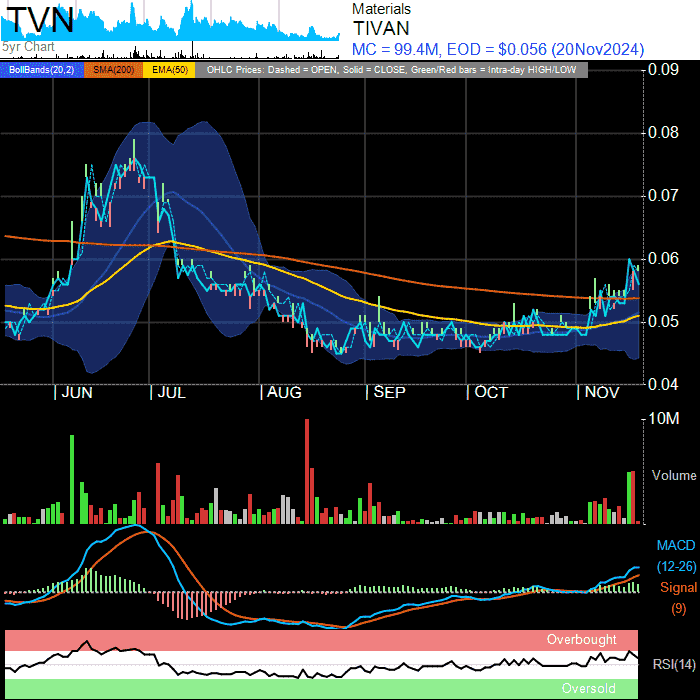 TVN
5yr Chart
Materials
TIVAN
MC = 99.4M, EOD = $0.056 (20Nov2024)
BollBands(20,2) SMA(200) EMA(50) OHLC Prices: Dashed = OPEN, Solid = CLOSE, Green/Red bars = Intra-day HIGH/LOW
0.09
0.08
0.07
0.06
0.05
0.04
JUN JUL AUG SEP OCT NOV
10M
Volume
MACD
(12-26)
Signal
(9)
Overbought
RSI(14)
Oversold